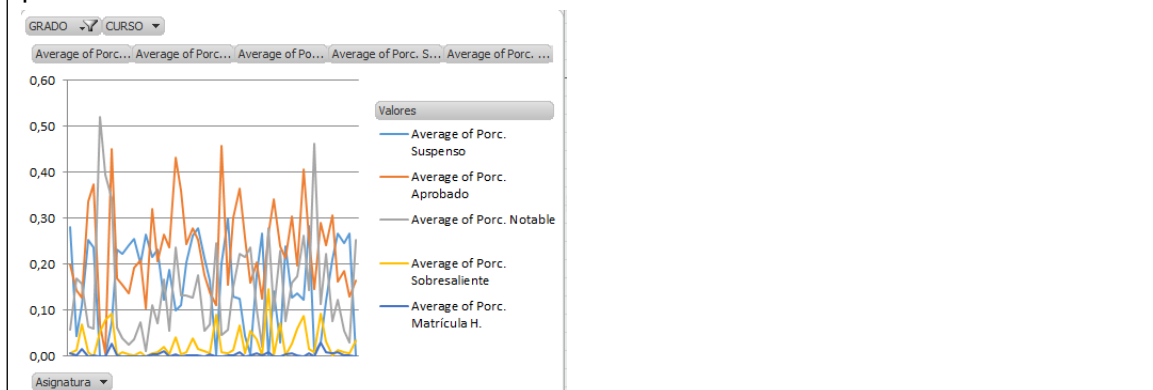 GRADO CURSO
Average of Porc... Average of Porc... Average of Po... Average of Porc. S... Average of Porc. ...
0,60
0,50
0,40
0,30
0,20
0,10
0,00
Valores
Average of Porc.
Suspenso
Average of Porc.
Aprobado
Average of Porc. Notable
Average of Porc.
Sobresaliente
Average of Porc.
Matrícula H.
Asignatura